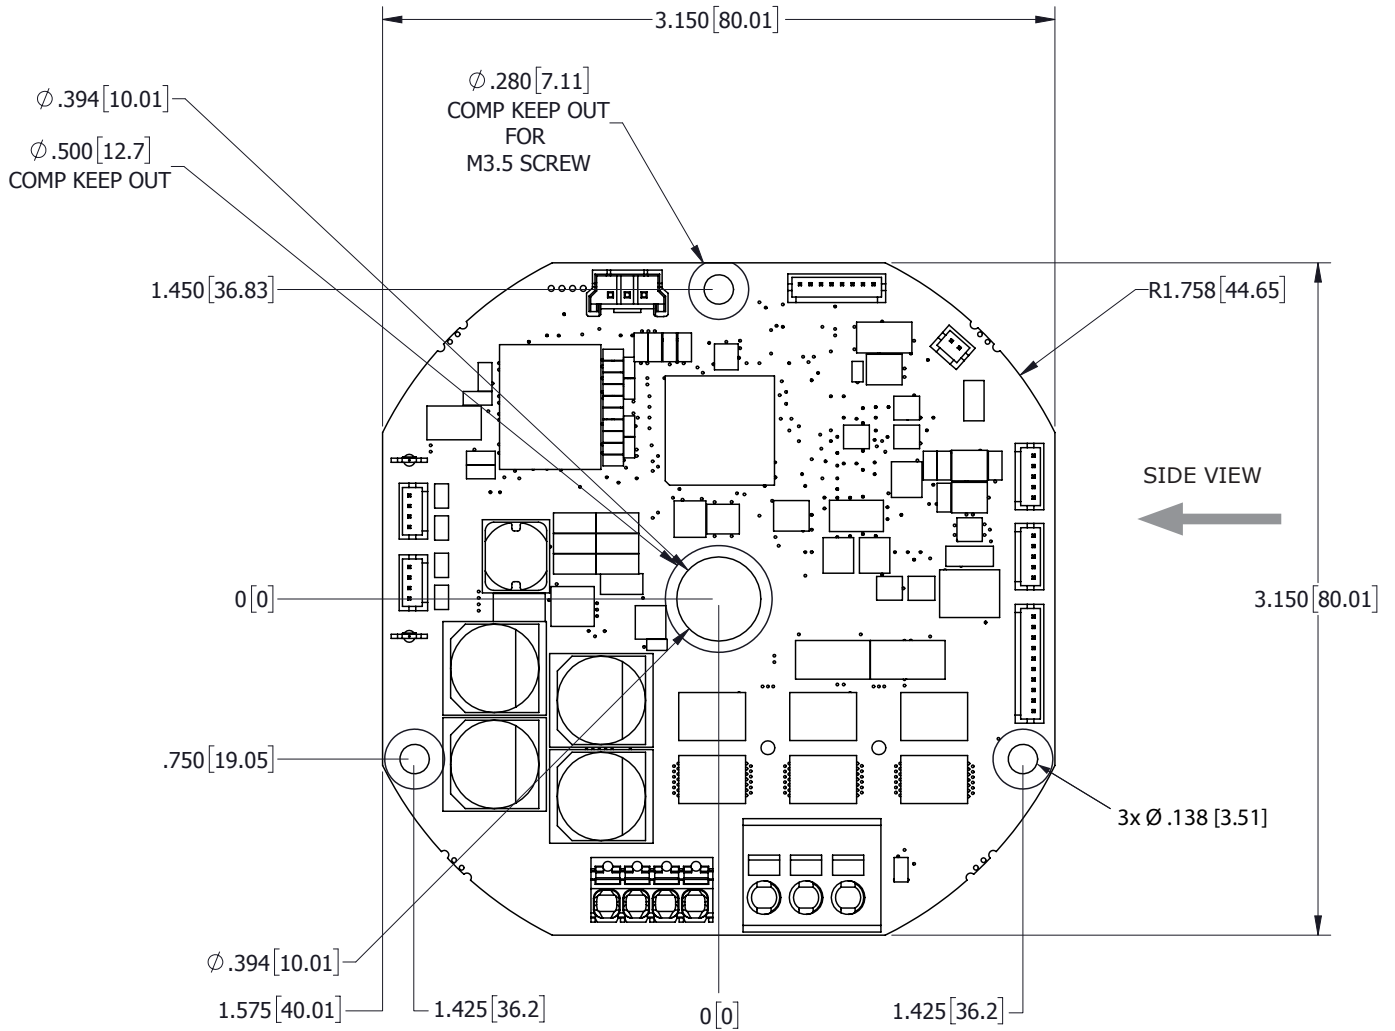 3.150[80.01]
Ø.394[10.01]
Ø.280[7.11]
COMP KEEP OUT
FOR
M3.5 SCREW
Ø.500[12.7]
COMP KEEP OUT
1.450[36.83]
R1.758[44.65]
SIDE VIEW
0[0]
3.150[80.01]
.750[19.05]
3x Ø .138 [3.51]
Ø.394[10.01]
1.575[40.01]
1.425[36.2]
0[0]
1.425[36.2]